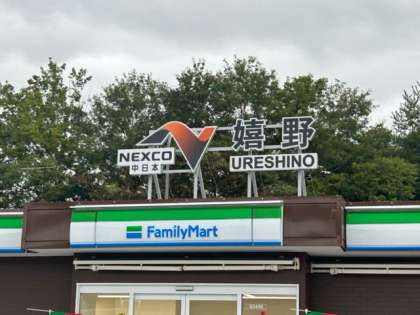 NEXCO
中日本
嬉野
URESHINO
FamilyMart